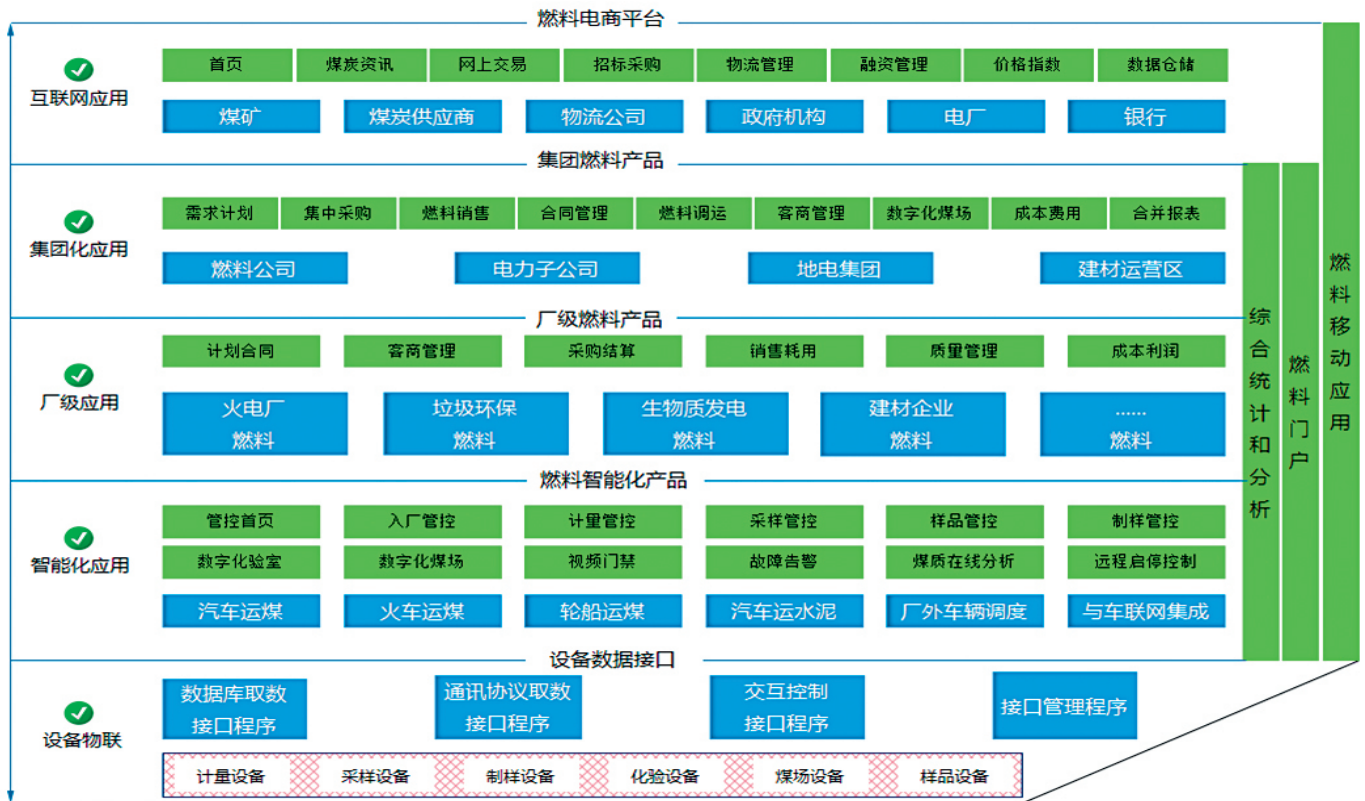 燃料电商平台
互联网应用
首页 煤炭资讯 网上交易 招标采购 物流管理 融资管理 价格指数 数据仓储
煤矿 煤炭供应商 物流公司 政府机构 电厂 银行
集团燃料产品
集团化应用
需求计划 集中采购 燃料销售 合同管理 燃料调运 客商管理 数字化煤场 成本费用 合并报表
燃料公司 电力子公司 地电集团 建材运营区
厂级燃料产品
厂级应用
计划合同 客商管理 采购结算 销售耗用 质量管理 成本利润
火电厂 垃圾环保 生物质发电 建材企业 ……
燃料 燃料 燃料 燃料 燃料
燃料智能化产品
智能化应用
管控首页 入厂管控 计量管控 采样管控 样品管控 制样管控
数字化验室 数字化煤场 视频门禁 故障告警 煤质在线分析 远程启停控制
汽车运煤 火车运煤 轮船运煤 汽车运水泥 厂外车辆调度 与车联网集成
设备数据接口
设备物联
数据库取数 通讯协议取数 交互控制 接口管理程序
接口程序 接口程序 接口程序
计量设备 采样设备 制样设备 化验设备 煤场设备 样品设备
综合统计和分析
燃料门户
燃料移动应用